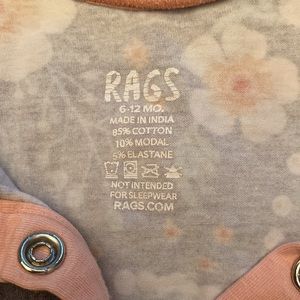 RAGS
6-12 MO.
MADE IN INDIA
85% COTTON
10% MODAL
5% ELASTANE
NOT INTENDED
FOR SLEEPWEAR
RAGS.COM